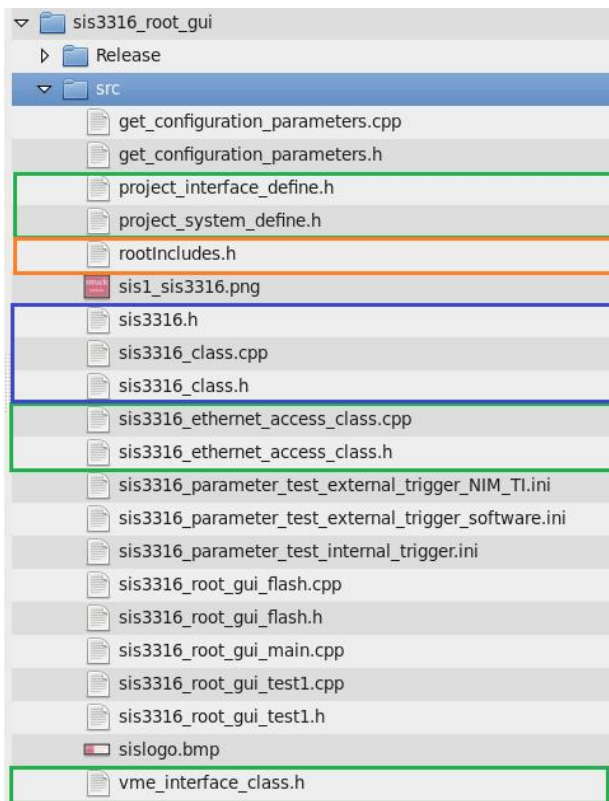 sis3316_root_gui
Release
src
get_configuration_parameters.cpp
get_configuration_parameters.h
project_interface_define.h
project_system_define.h
rootIncludes.h
sis1_sis3316.png
sis3316.h
sis3316_class.cpp
sis3316_class.h
sis3316_ethernet_access_class.cpp
sis3316_ethernet_access_class.h
sis3316_parameter_test_external_trigger_NIM_TI.ini
sis3316_parameter_test_external_trigger_software.ini
sis3316_parameter_test_internal_trigger.ini
sis3316_root_gui_flash.cpp
sis3316_root_gui_flash.h
sis3316_root_gui_main.cpp
sis3316_root_gui_test1.cpp
sis3316_root_gui_test1.h
sislogo.bmp
vme_interface_class.h